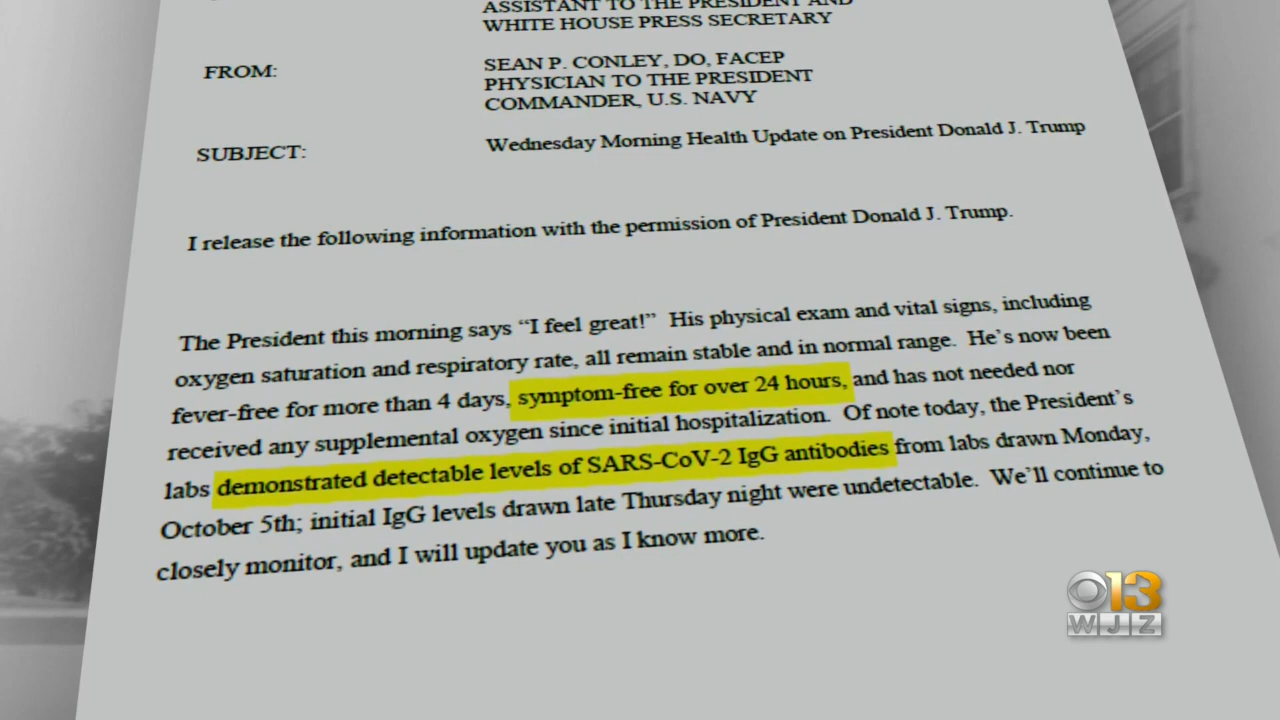 ASSISTANT TO THE PRESIDENT AND
WHITE HOUSE PRESS SECRETARY
FROM:
SEAN P. CONLEY, DO, FACEP
PHYSICIAN TO THE PRESIDENT
COMMANDER, U.S. NAVY
SUBJECT:
Wednesday Morning Health Update on President Donald J. Trump
I release the following information with the permission of President Donald J. Trump.
The President this morning says “I feel great!” His physical exam and vital signs, including
oxygen saturation and respiratory rate, all remain stable and in normal range. He’s now been
fever-free for more than 4 days, symptom-free for over 24 hours, and has not needed nor
received any supplemental oxygen since initial hospitalization. Of note today, the President’s
labs demonstrated detectable levels of SARS-CoV-2 IgG antibodies from labs drawn Monday,
October 5th; initial IgG levels drawn late Thursday night were undetectable. We’ll continue to
closely monitor, and I will update you as I know more.
13
WJZ